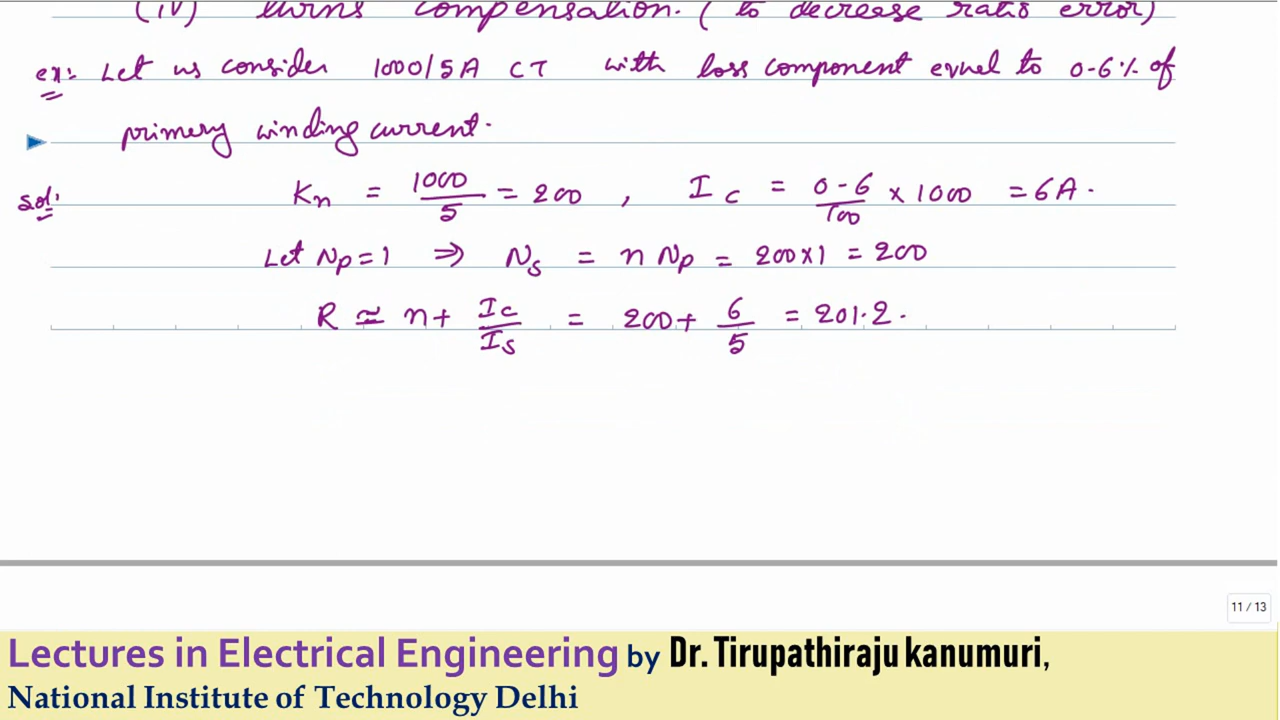 (iv) turns compensation. (to decrease ratio error)
ex:- Let us consider 1000/5A CT with loss component equel to 0-6% of
primery winding current.
Sol: Kn = 1000/5 = 200 , Ic = 0-6/100 × 1000 = 6A.
Let Np=1 ⇒ Ns = n Np = 200×1 = 200
R ≃ n+ Ic/Is = 200+ 6/5 = 201.2.
11 / 13
Lectures in Electrical Engineering by Dr. Tirupathiraju kanumuri,
National Institute of Technology Delhi